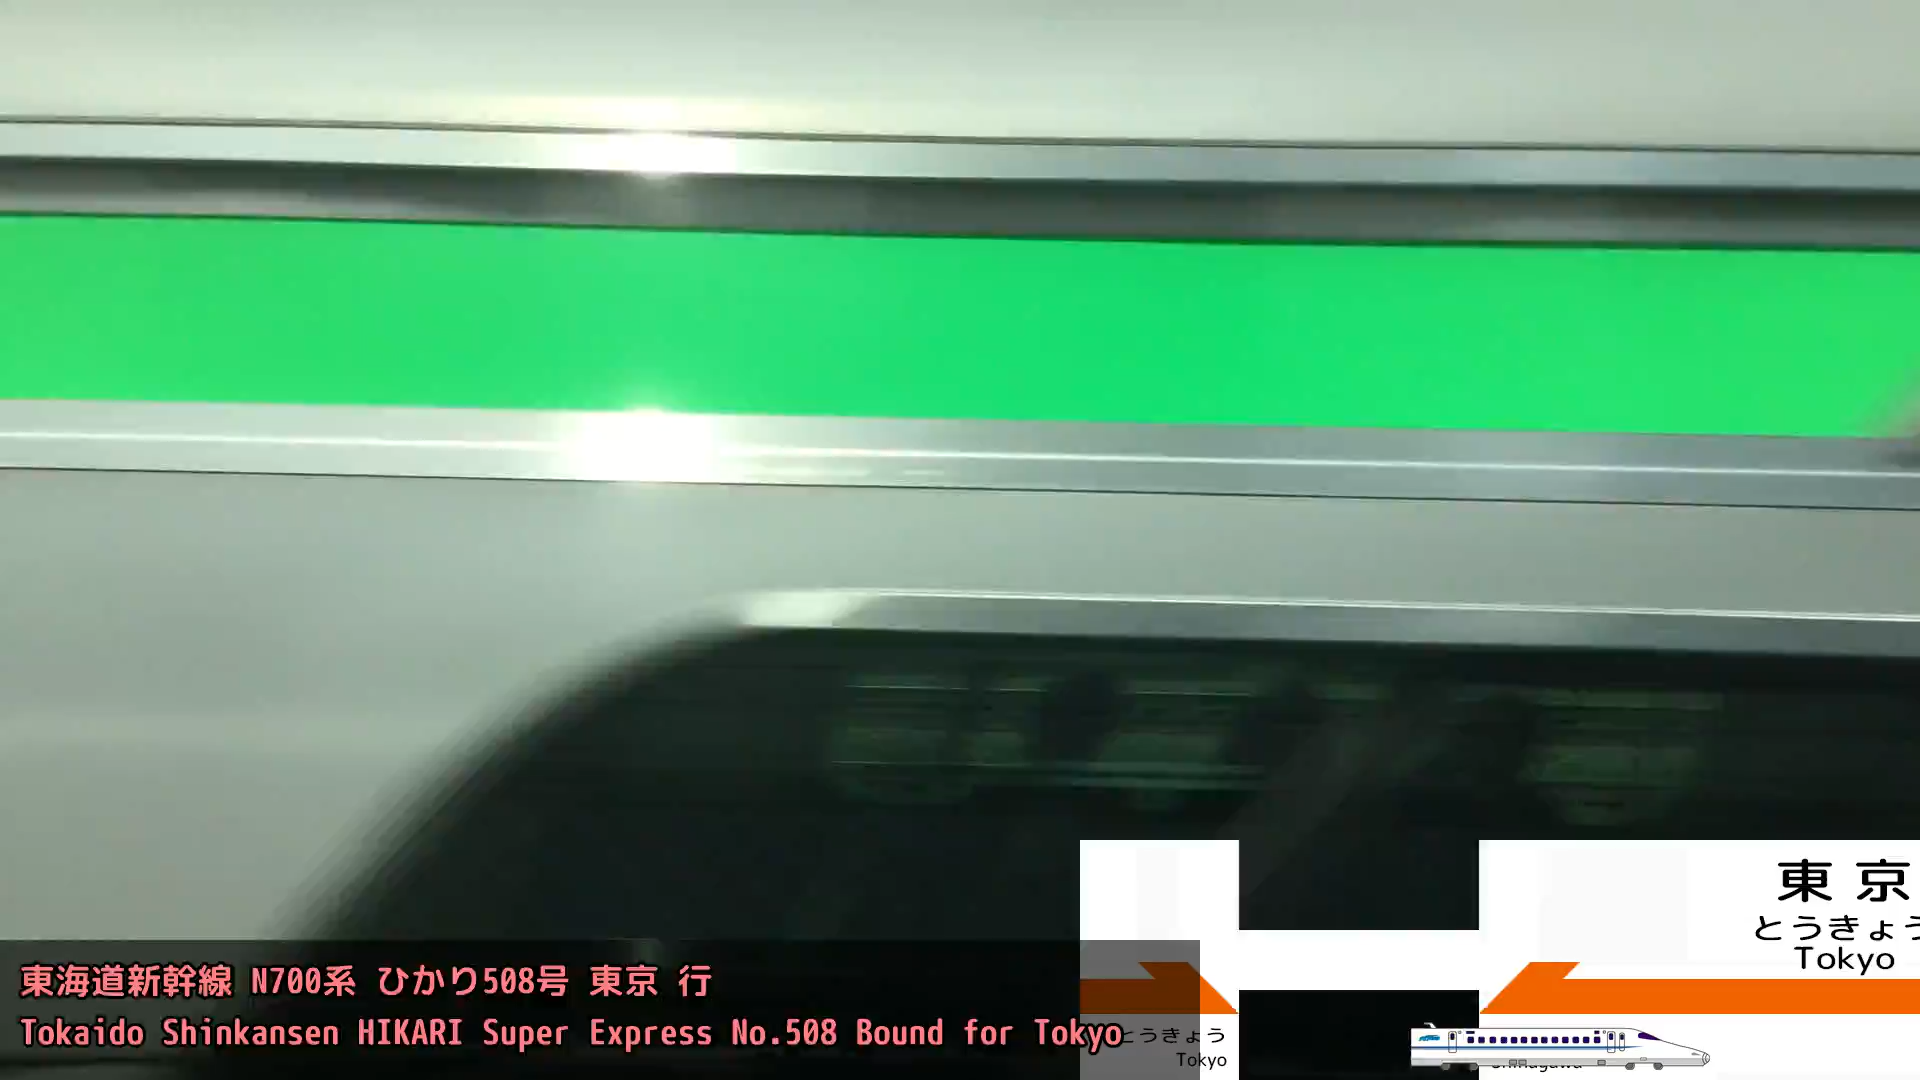 東京
とうきょう
Tokyo
東海道新幹線 N700系 ひかり508号 東京 行
Tokaido Shinkansen HIKARI Super Express No.508 Bound for Tokyo
とうきょう
Tokyo